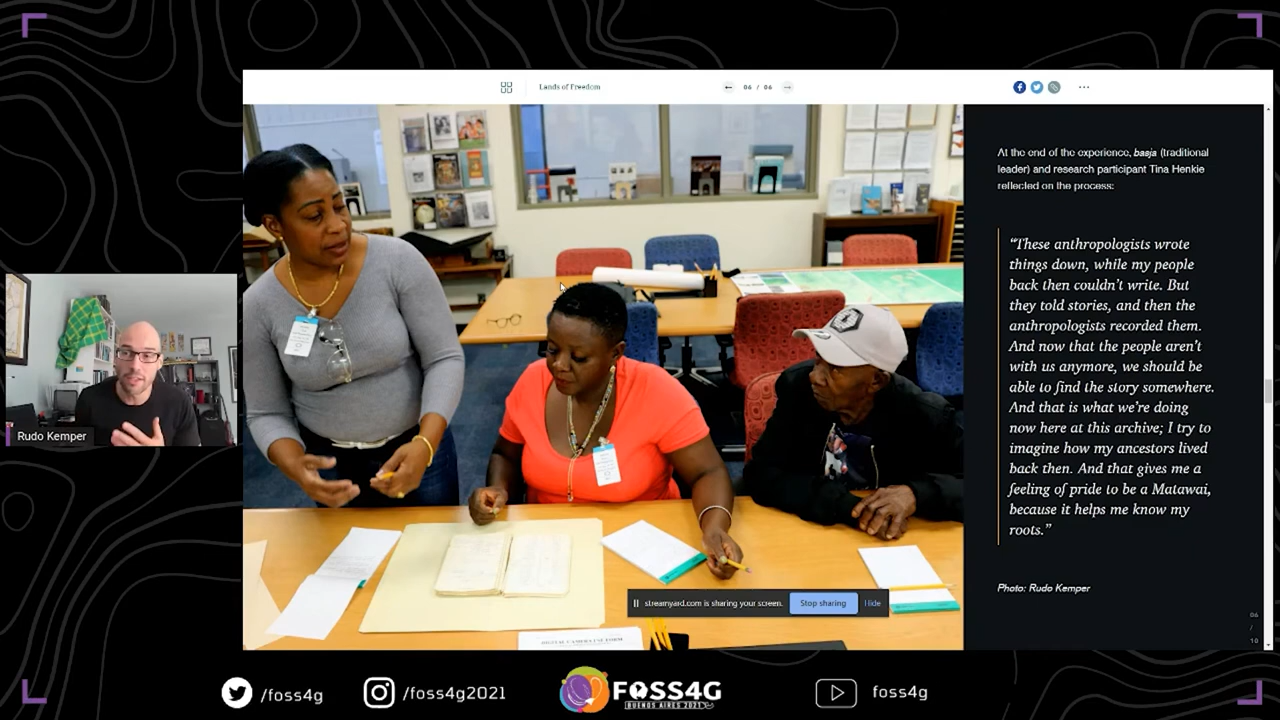 Lands of Freedom
06 / 06
At the end of the experience, basja (traditional
leader) and research participant Tina Henkie
reflected on the process:
“These anthropologists wrote
things down, while my people
back then couldn’t write. But
they told stories, and then the
anthropologists recorded them.
And now that the people aren’t
with us anymore, we should be
able to find the story somewhere.
And that is what we’re doing
now here at this archive; I try to
imagine how my ancestors lived
back then. And that gives me a
feeling of pride to be a Matawai,
because it helps me know my
roots.”
Photo: Rudo Kemper
06
/
10
Rudo Kemper
streamyard.com is sharing your screen.
Stop sharing
Hide
DIGITAL CAMERA USE FORM
/foss4g
/foss4g2021
FOSS4G
BUENOS AIRES 2021
foss4g